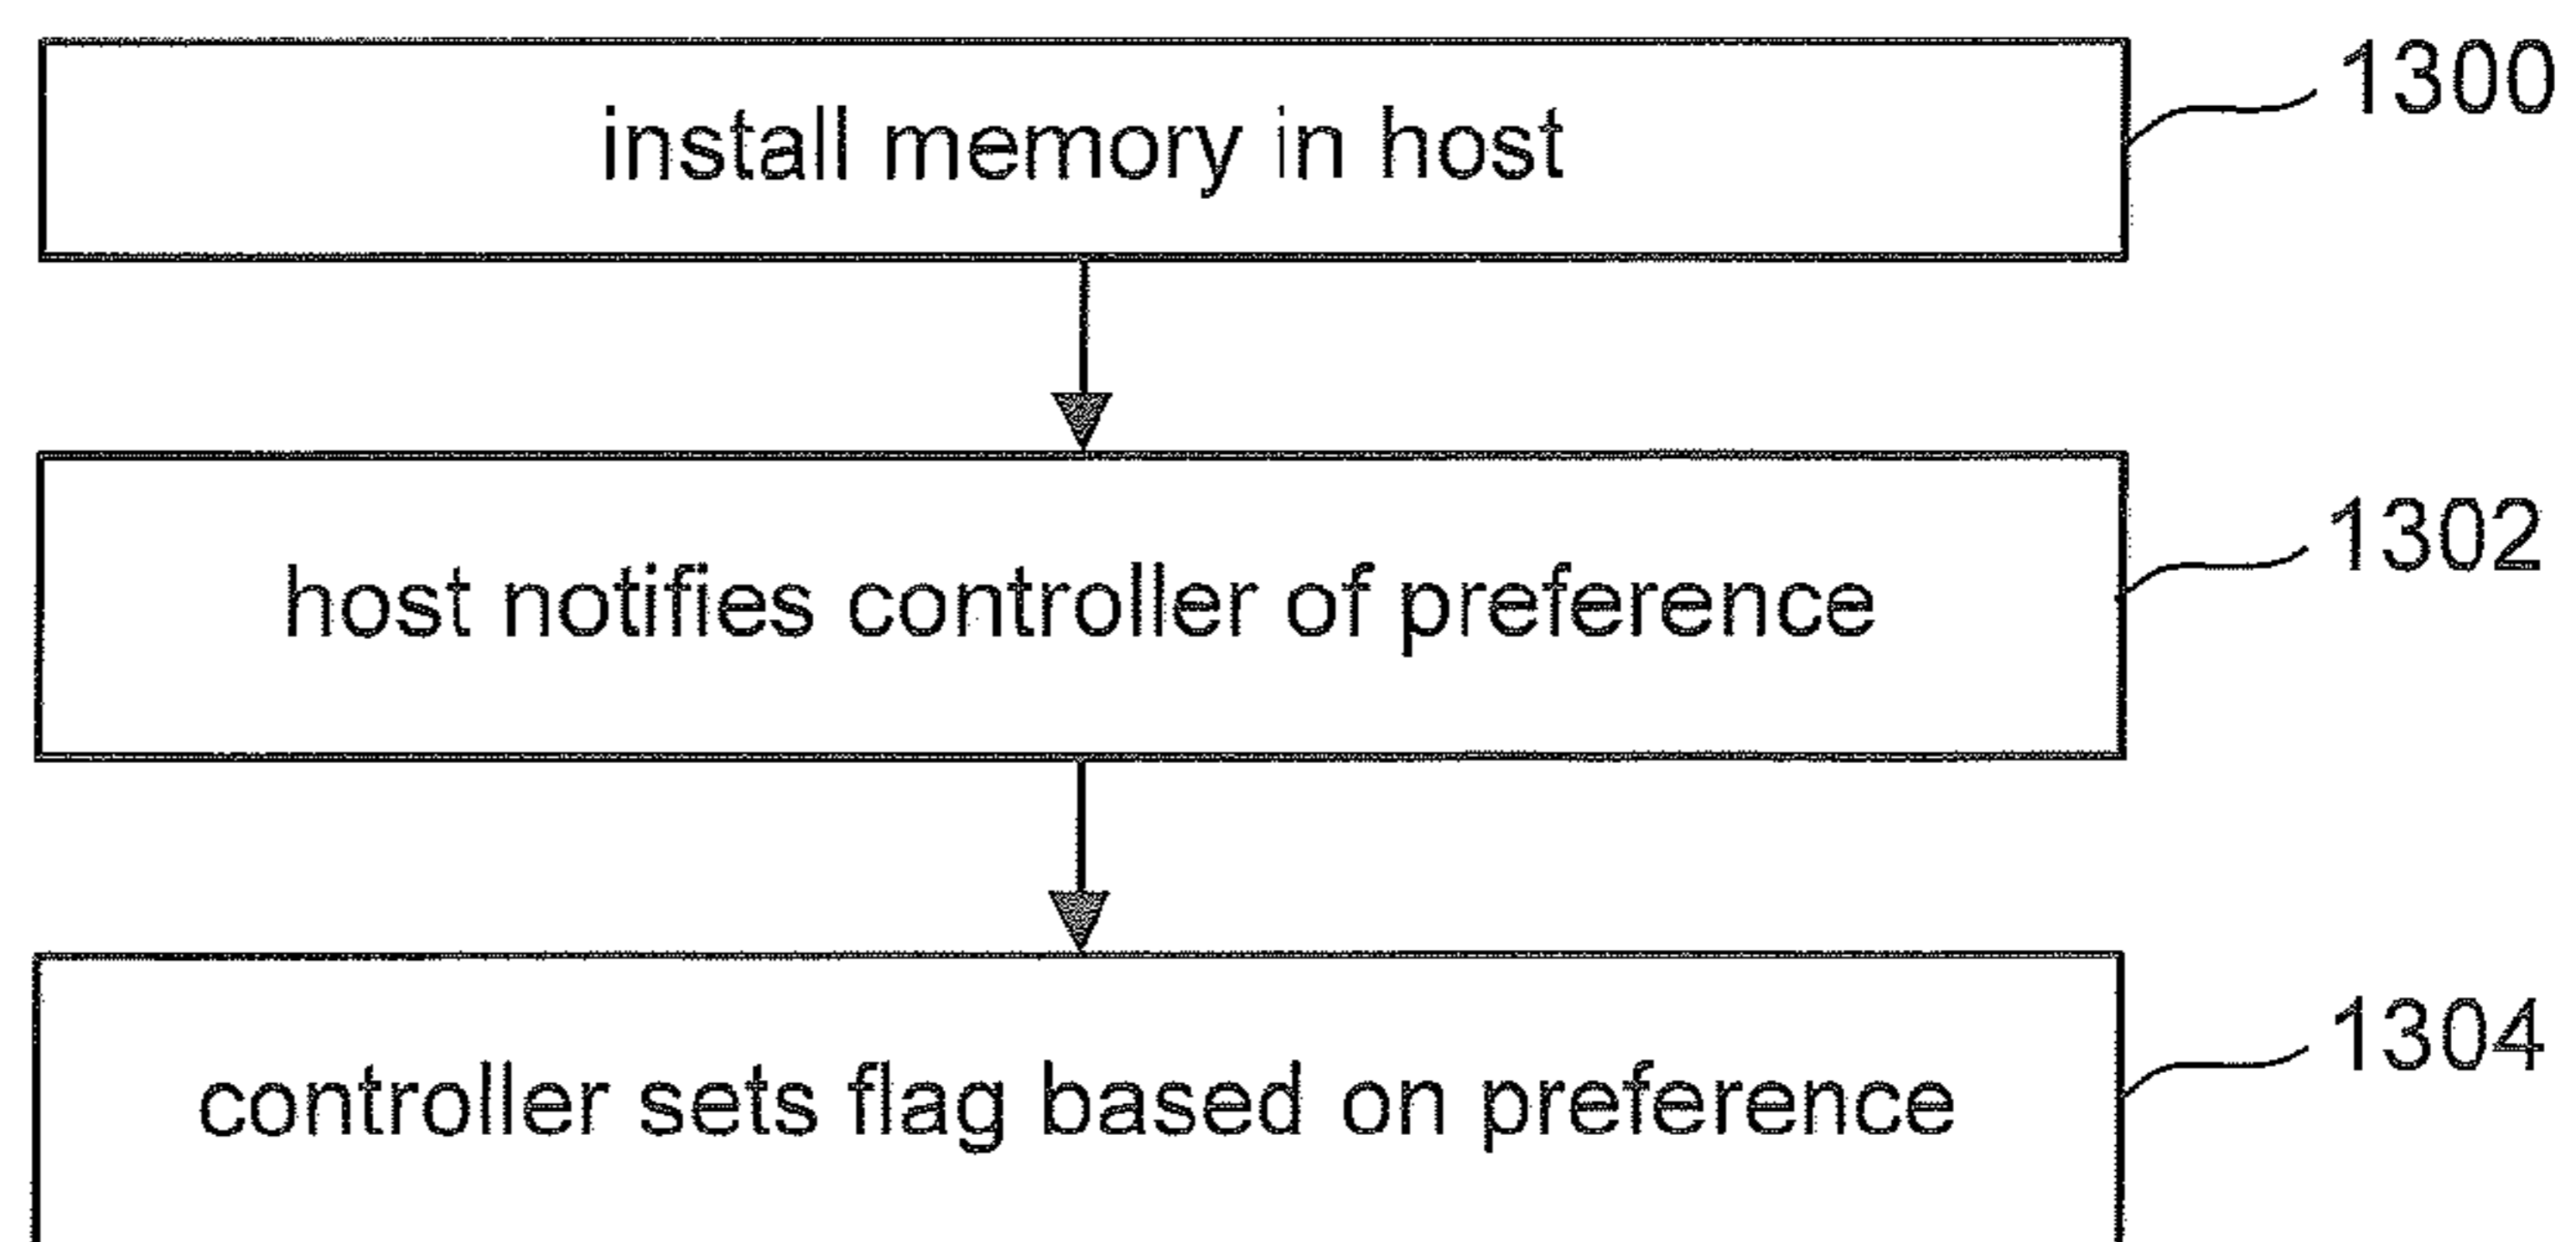 install memory in host
1300
host notifies controller of preference
1302
controller sets flag based on preference
1304